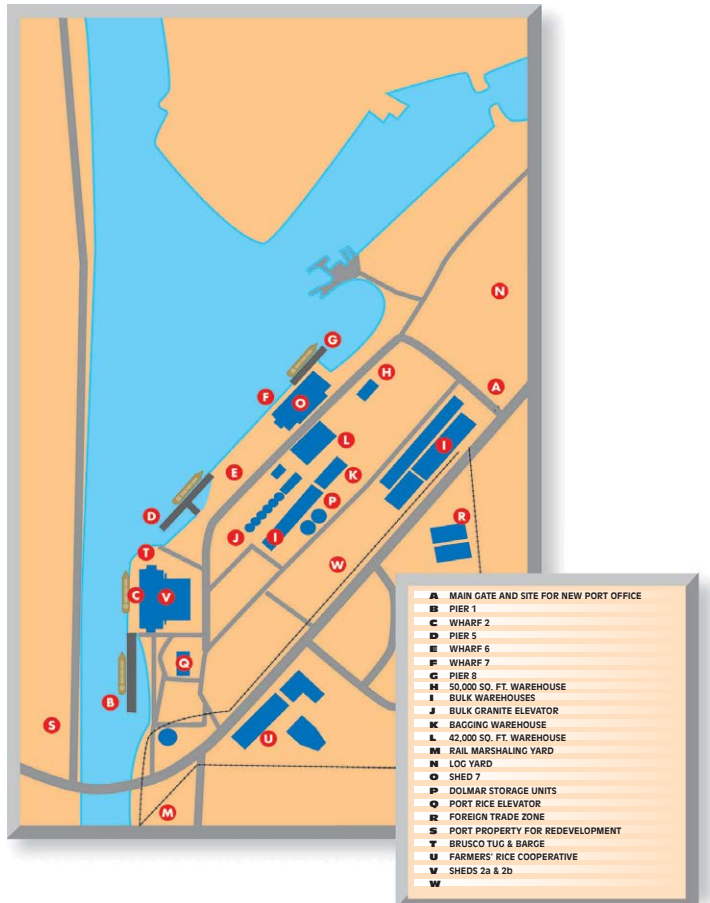 G
N
H
A
F
O
L
I
E
K
P
D
J
I
R
T
W
C
V
Q
B
S
U
M
A MAIN GATE AND SITE FOR NEW PORT OFFICE
B PIER 1
C WHARF 2
D PIER 5
E WHARF 6
F WHARF 7
G PIER 8
H 50,000 SQ. FT. WAREHOUSE
I BULK WAREHOUSES
J BULK GRANITE ELEVATOR
K BAGGING WAREHOUSE
L 42,000 SQ. FT. WAREHOUSE
M RAIL MARSHALING YARD
N LOG YARD
O SHED 7
P DOLMAR STORAGE UNITS
Q PORT RICE ELEVATOR
R FOREIGN TRADE ZONE
S PORT PROPERTY FOR REDEVELOPMENT
T BRUSCO TUG & BARGE
U FARMERS' RICE COOPERATIVE
V SHEDS 2a & 2b
W